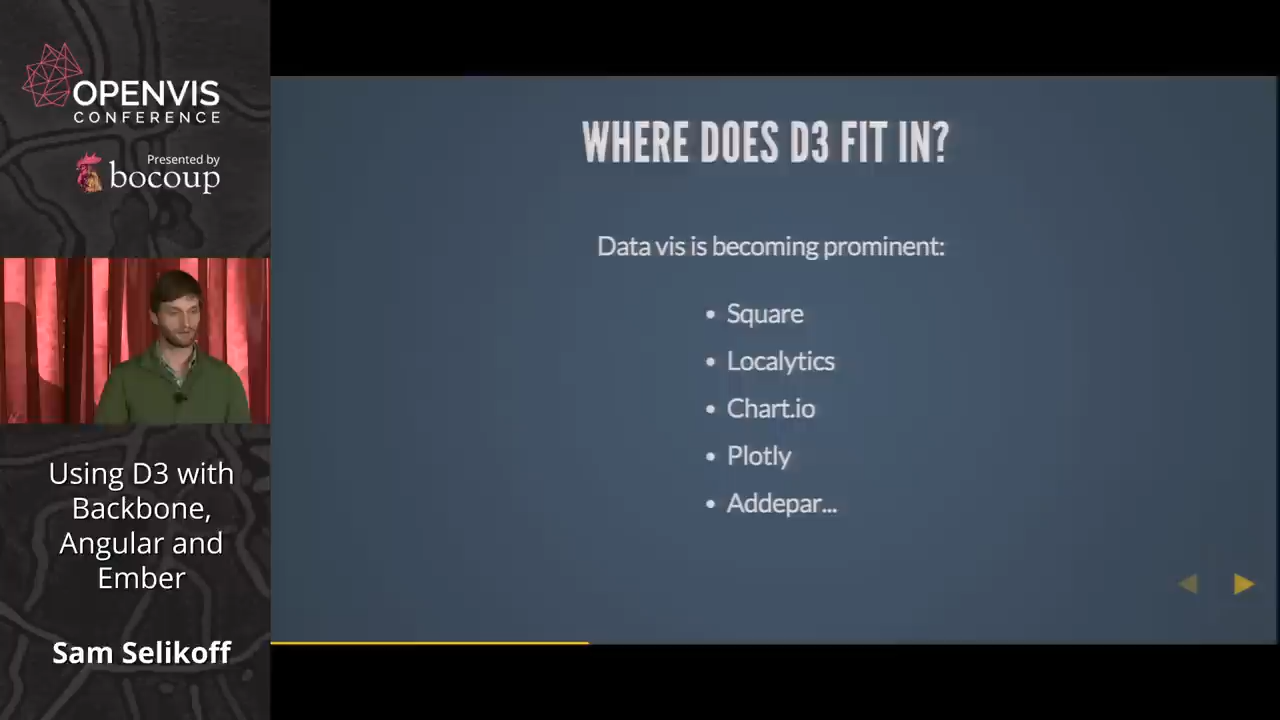 OPENVIS
CONFERENCE
Presented by
bocoup
Using D3 with
Backbone,
Angular and
Ember
Sam Selikoff
WHERE DOES D3 FIT IN?
Data vis is becoming prominent:
• Square
• Localytics
• Chart.io
• Plotly
• Addepar...